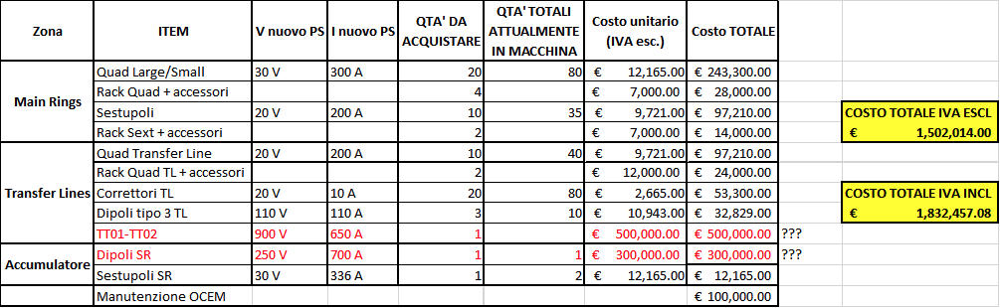 Zona ITEM V nuovo PS I nuovo PS QTA' DA ACQUISTARE QTA' TOTALI ATTUALMENTE IN MACCHINA Costo unitario (IVA esc.) Costo TOTALE
Main Rings
Quad Large/Small 30 V 300 A 20 80 € 12,165.00 € 243,300.00
Rack Quad + accessori 4 € 7,000.00 € 28,000.00
Sestupoli 20 V 200 A 10 35 € 9,721.00 € 97,210.00
Rack Sext + accessori 2 € 7,000.00 € 14,000.00
COSTO TOTALE IVA ESCL
€ 1,502,014.00
Transfer Lines
Quad Transfer Line 20 V 200 A 10 40 € 9,721.00 € 97,210.00
Rack Quad TL + accessori 2 € 12,000.00 € 24,000.00
Correttori TL 20 V 10 A 20 80 € 2,665.00 € 53,300.00
Dipoli tipo 3 TL 110 V 110 A 3 10 € 10,943.00 € 32,829.00
TT01-TT02 900 V 650 A 1 € 500,000.00 € 500,000.00 ???
COSTO TOTALE IVA INCL
€ 1,832,457.08
Accumulatore
Dipoli SR 250 V 700 A 1 1 € 300,000.00 € 300,000.00 ???
Sestupoli SR 30 V 336 A 1 2 € 12,165.00 € 12,165.00
Manutenzione OCEM € 100,000.00